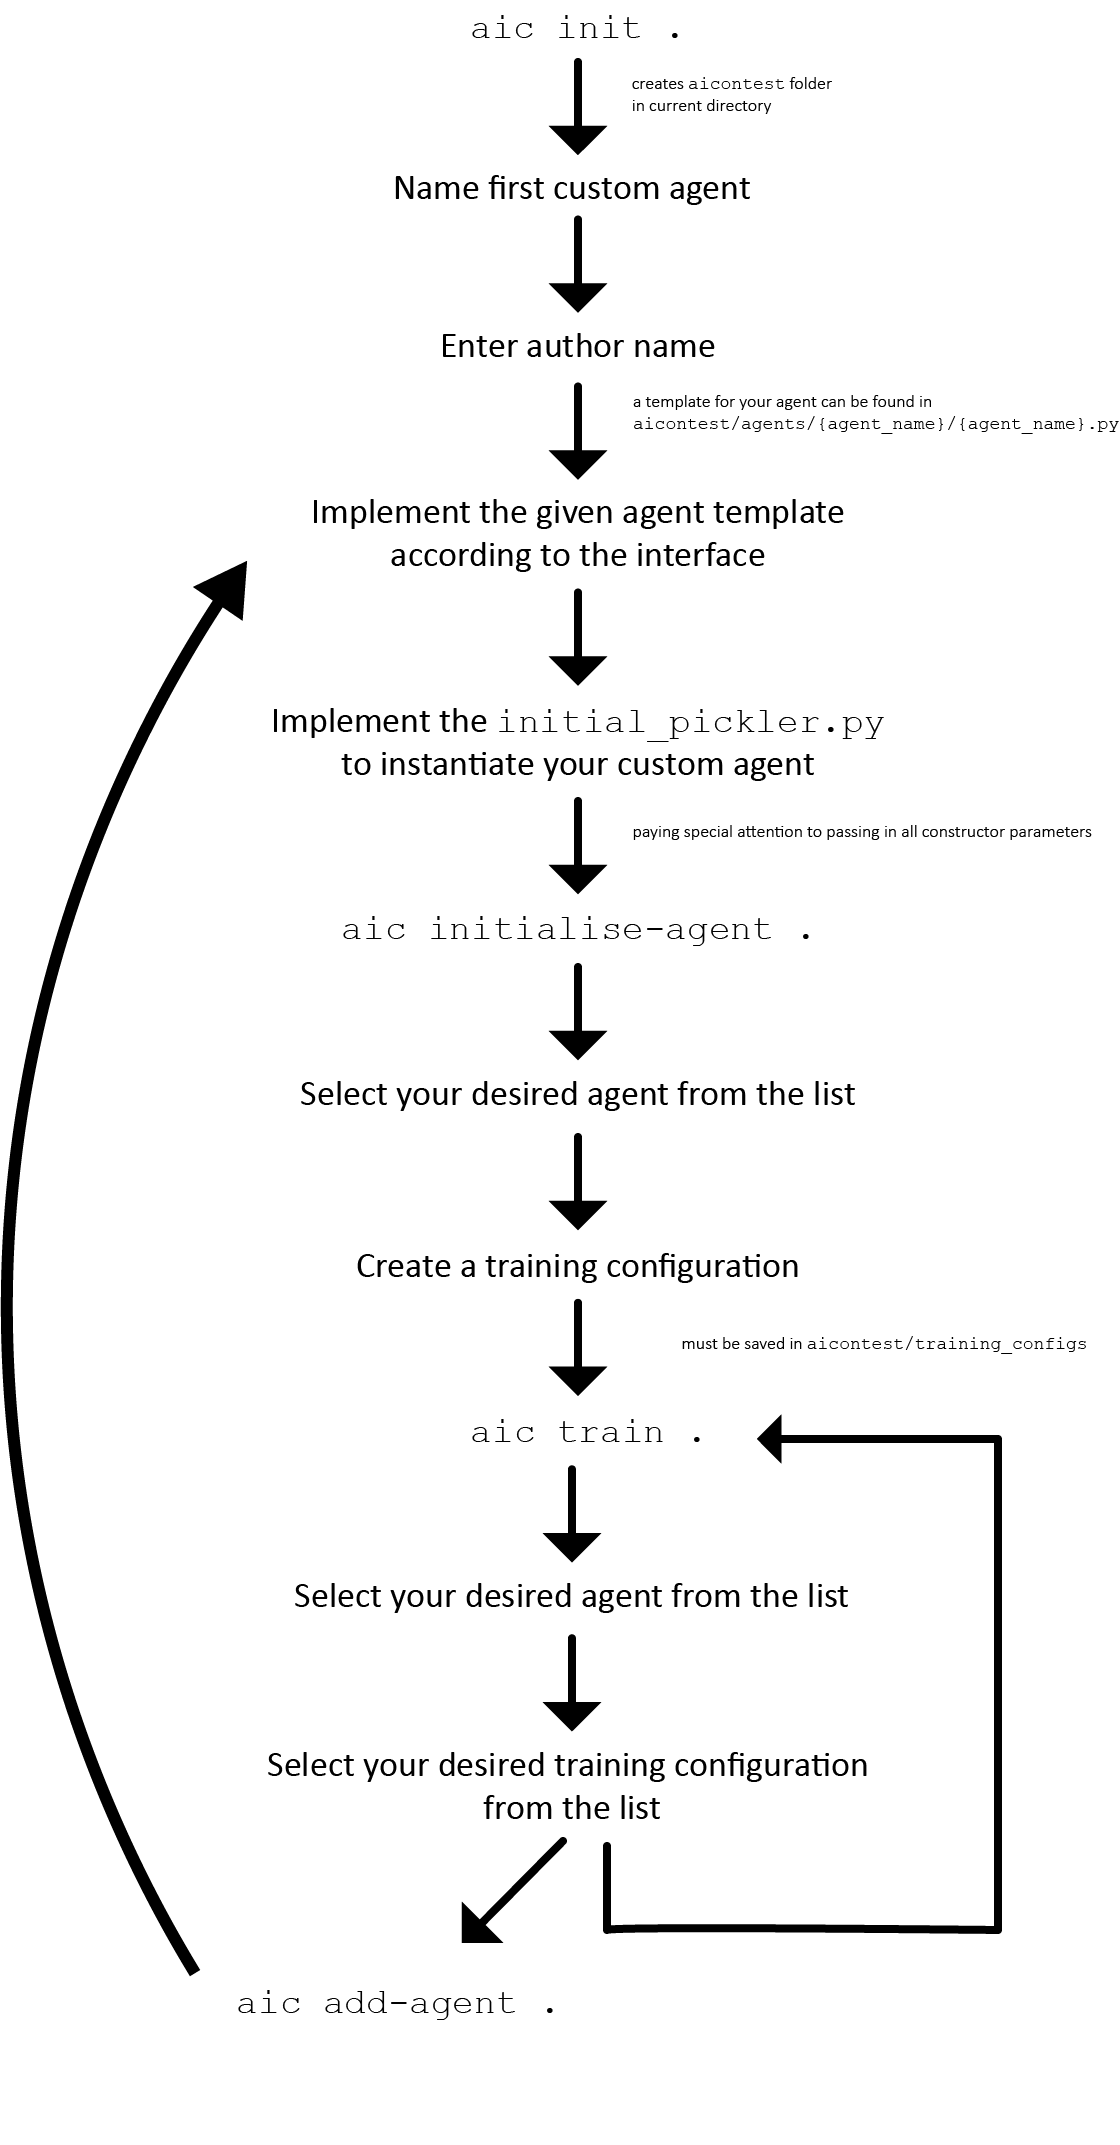 aic init .
creates aicontest folder
in current directory
Name first custom agent
Enter author name
a template for your agent can be found in
aicontest/agents/{agent_name}/{agent_name}.py
Implement the given agent template
according to the interface
Implement the initial_pickler.py
to instantiate your custom agent
paying special attention to passing in all constructor parameters
aic initialise-agent .
Select your desired agent from the list
Create a training configuration
must be saved in aicontest/training_configs
aic train .
Select your desired agent from the list
Select your desired training configuration
from the list
aic add-agent .